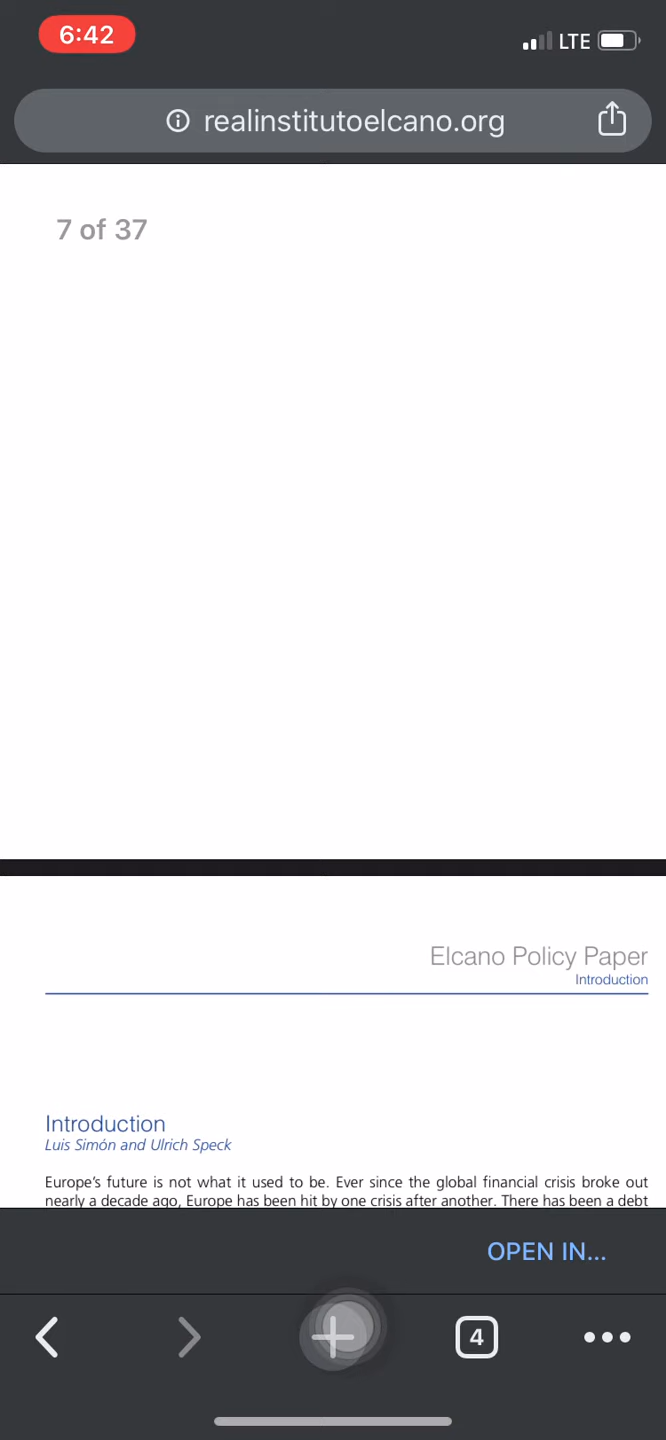 6:42
LTE
realinstitutoelcano.org
7 of 37
Elcano Policy Paper
Introduction
Introduction
Luis Simón and Ulrich Speck
Europe's future is not what it used to be. Ever since the global financial crisis broke out
nearly a decade ago, Europe has been hit by one crisis after another. There has been a debt
OPEN IN...
4